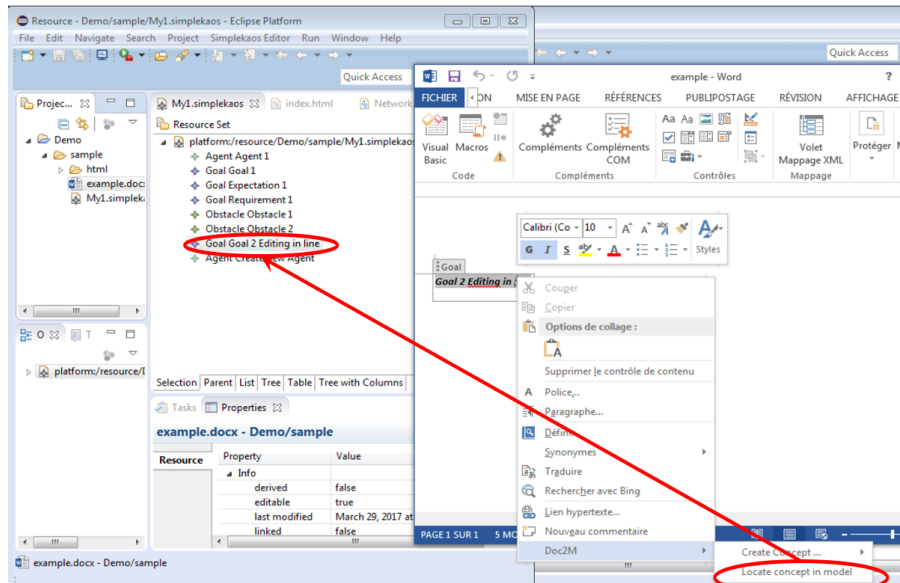 Resource - Demo/sample/My1.simplekaos - Eclipse Platform
File Edit Navigate Search Project Simplekaos Editor Run Window Help
Quick Access
Projec...
Demo
sample
html
example.doc
My1.simplek
My1.simplekaos
index.html
Network
Resource Set
platform:/resource/Demo/sample/My1.simplekaos
Agent Agent 1
Goal Goal 1
Goal Expectation 1
Goal Requirement 1
Obstacle Obstacle 1
Obstacle Obstacle 2
Goal Goal 2 Editing in line
Agent Create New Agent
O
T
platform:/resource/D
Selection Parent List Tree Table Tree with Columns
Tasks
Properties
example.docx - Demo/sample
Resource
Property Value
Info
derived false
editable true
last modified March 29, 2017 at
linked false
example.docx - Demo/sample
Quick Access
example - Word
?
FICHIER
ON
MISE EN PAGE
RÉFÉRENCES
PUBLIPOSTAGE
RÉVISION
AFFICHAGE
Visual Basic
Macros
Code
Compléments
Compléments COM
Compléments
Aa Aa
Contrôles
Volet Mappage XML
Mappage
Protéger
Calibri (Co
10
G I S
Styles
Goal
Goal 2 Editing in
Couper
Copier
Options de collage :
Supprimer le contrôle de contenu
Police...
Paragraphe...
Synonymes
Traduire
Rechercher avec Bing
Lien hypertexte...
Nouveau commentaire
Doc2M
PAGE 1 SUR 1
5 MO
Create Concept ...
Locate concept in model